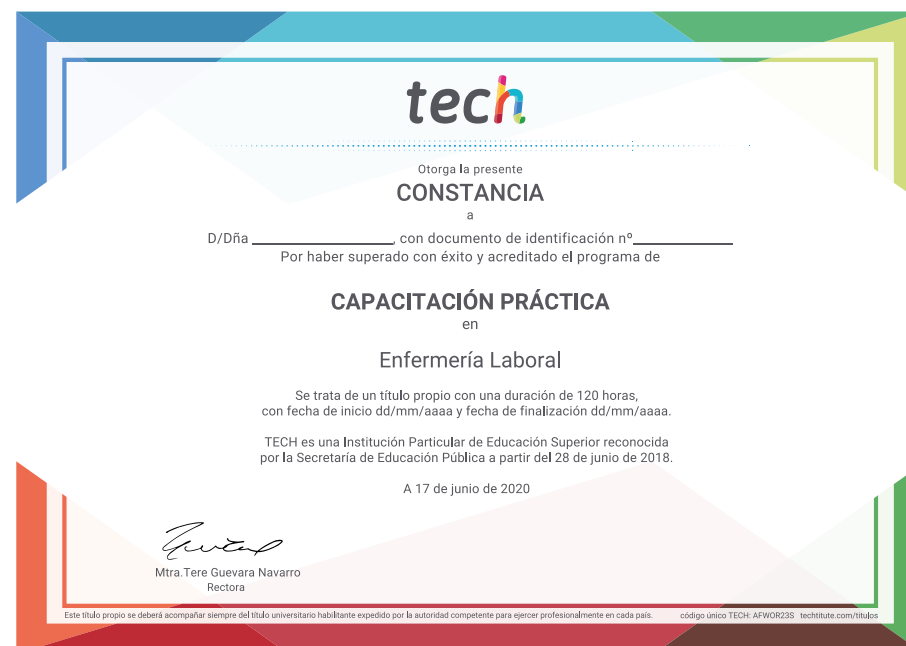 tech
Otorga la presente
CONSTANCIA
a
D/Dña ________________, con documento de identificación nº____________
Por haber superado con éxito y acreditado el programa de
CAPACITACIÓN PRÁCTICA
en
Enfermería Laboral
Se trata de un título propio con una duración de 120 horas,
con fecha de inicio dd/mm/aaaa y fecha de finalización dd/mm/aaaa.
TECH es una Institución Particular de Educación Superior reconocida
por la Secretaría de Educación Pública a partir del 28 de junio de 2018.
A 17 de junio de 2020
Mtra.Tere Guevara Navarro
Rectora
Este título propio se deberá acompañar siempre del título universitario habilitante expedido por la autoridad competente para ejercer profesionalmente en cada país. código único TECH: AFWOR23S techtitute.com/titulos